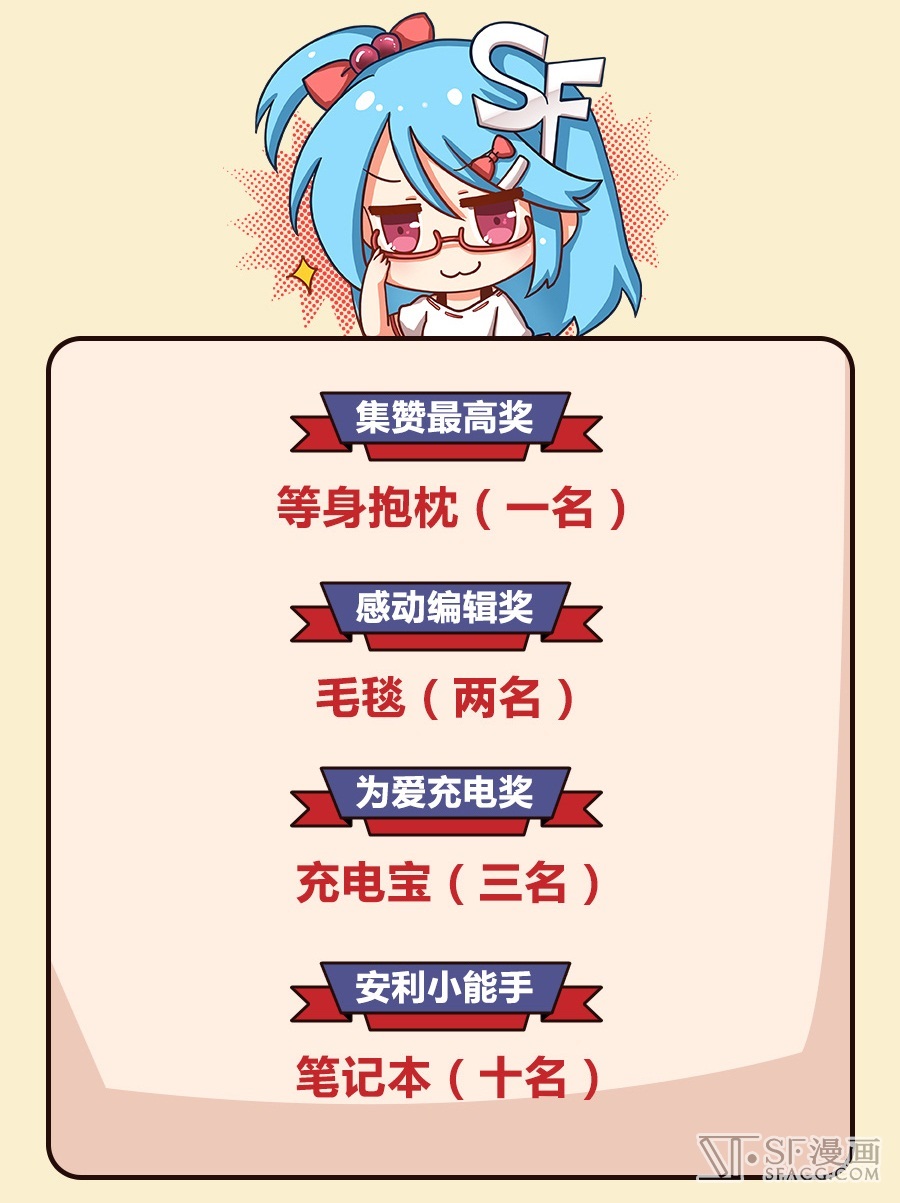 SF
集赞最高奖
等身抱枕（一名）
感动编辑奖
毛毯（两名）
为爱充电奖
充电宝（三名）
安利小能手
笔记本（十名）
SF漫画
SFACG.COM